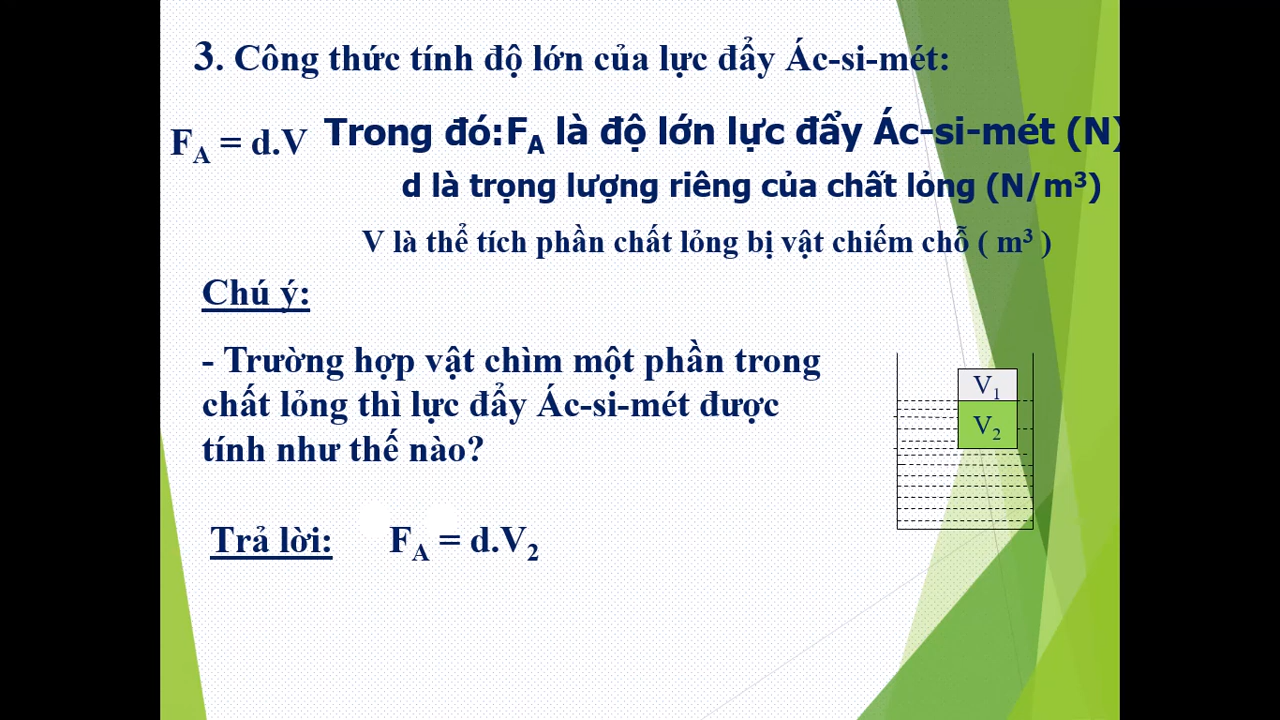 3. Công thức tính độ lớn của lực đẩy Ác-si-mét:
F_A = d.V Trong đó:F_A là độ lớn lực đẩy Ác-si-mét (N)
d là trọng lượng riêng của chất lỏng (N/m³)
V là thể tích phần chất lỏng bị vật chiếm chỗ ( m³ )
Chú ý:
- Trường hợp vật chìm một phần trong
chất lỏng thì lực đẩy Ác-si-mét được
tính như thế nào?
V₁
V₂
Trả lời: F_A = d.V₂